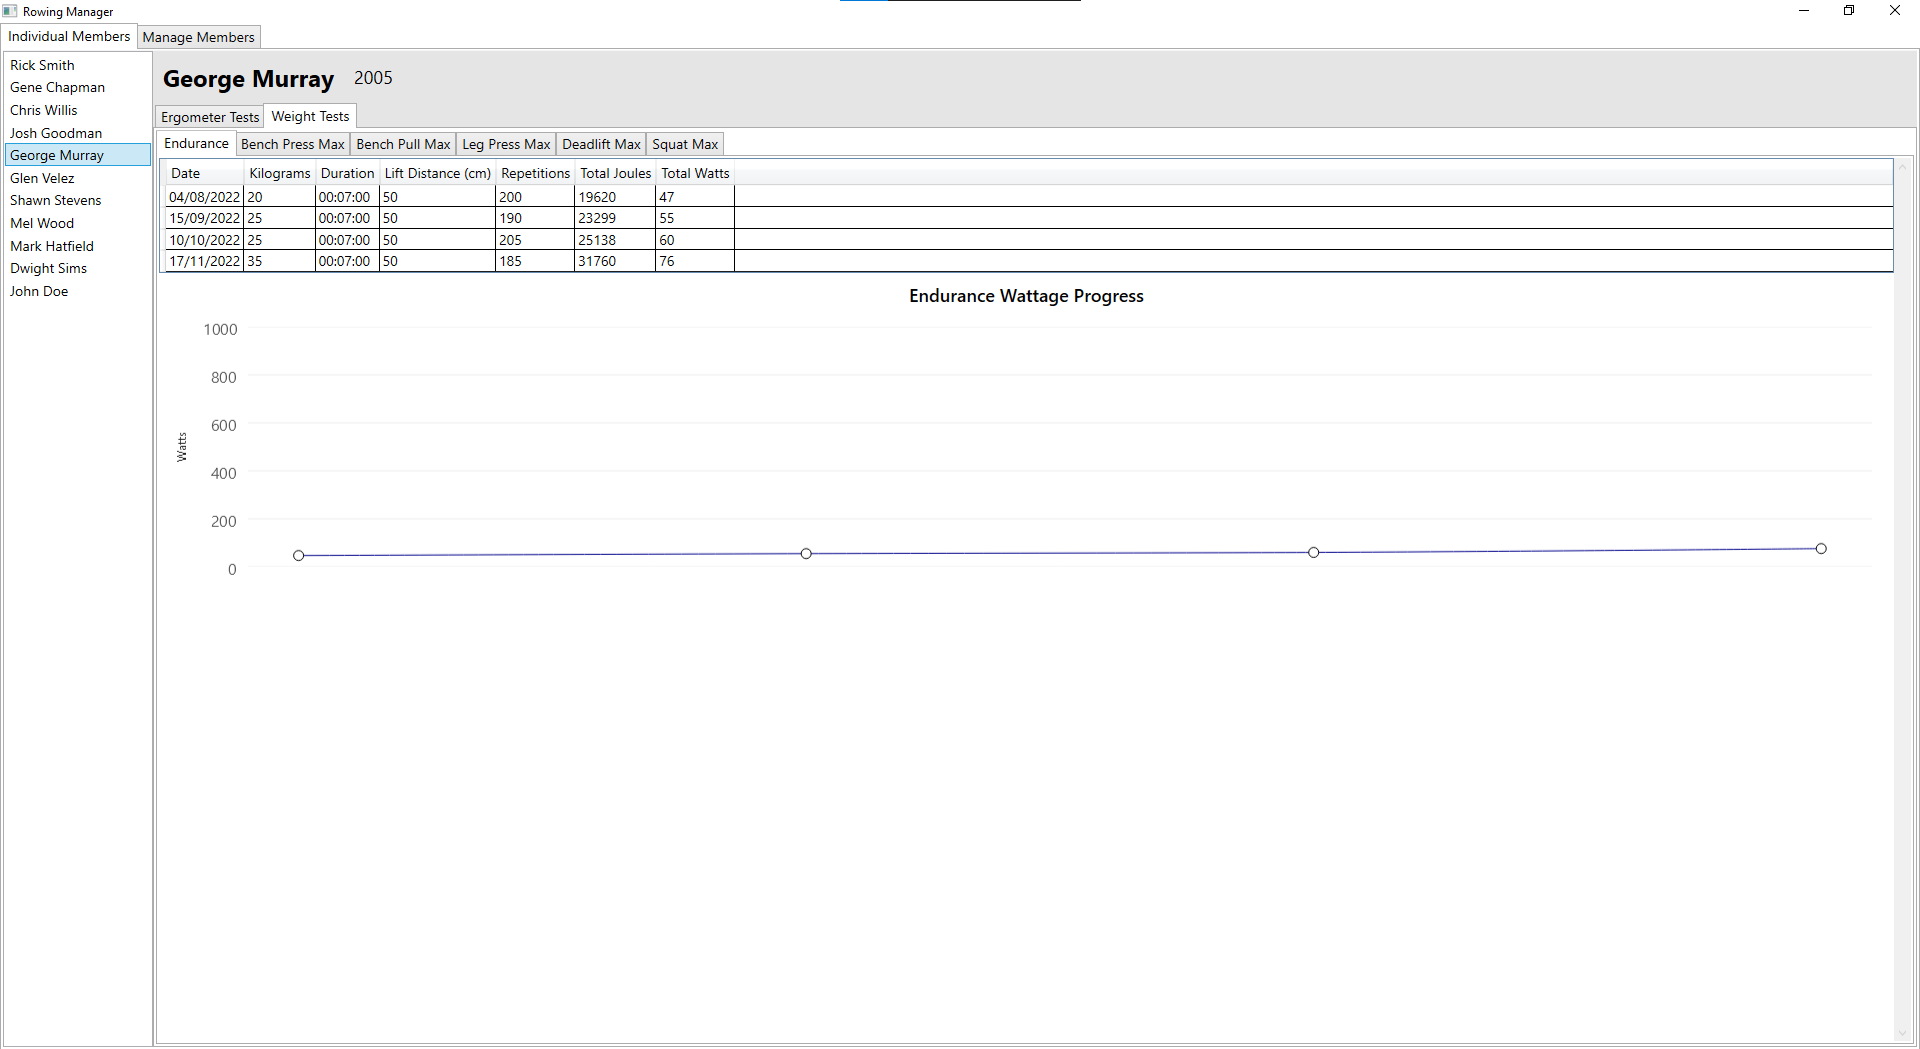 Rowing Manager
Individual Members Manage Members
Rick Smith
Gene Chapman
Chris Willis
Josh Goodman
George Murray
Glen Velez
Shawn Stevens
Mel Wood
Mark Hatfield
Dwight Sims
John Doe
George Murray 2005
Ergometer Tests Weight Tests
Endurance Bench Press Max Bench Pull Max Leg Press Max Deadlift Max Squat Max
Date Kilograms Duration Lift Distance (cm) Repetitions Total Joules Total Watts
04/08/2022 20 00:07:00 50 200 19620 47
15/09/2022 25 00:07:00 50 190 23299 55
10/10/2022 25 00:07:00 50 205 25138 60
17/11/2022 35 00:07:00 50 185 31760 76
Endurance Wattage Progress
Watts
1000
800
600
400
200
0